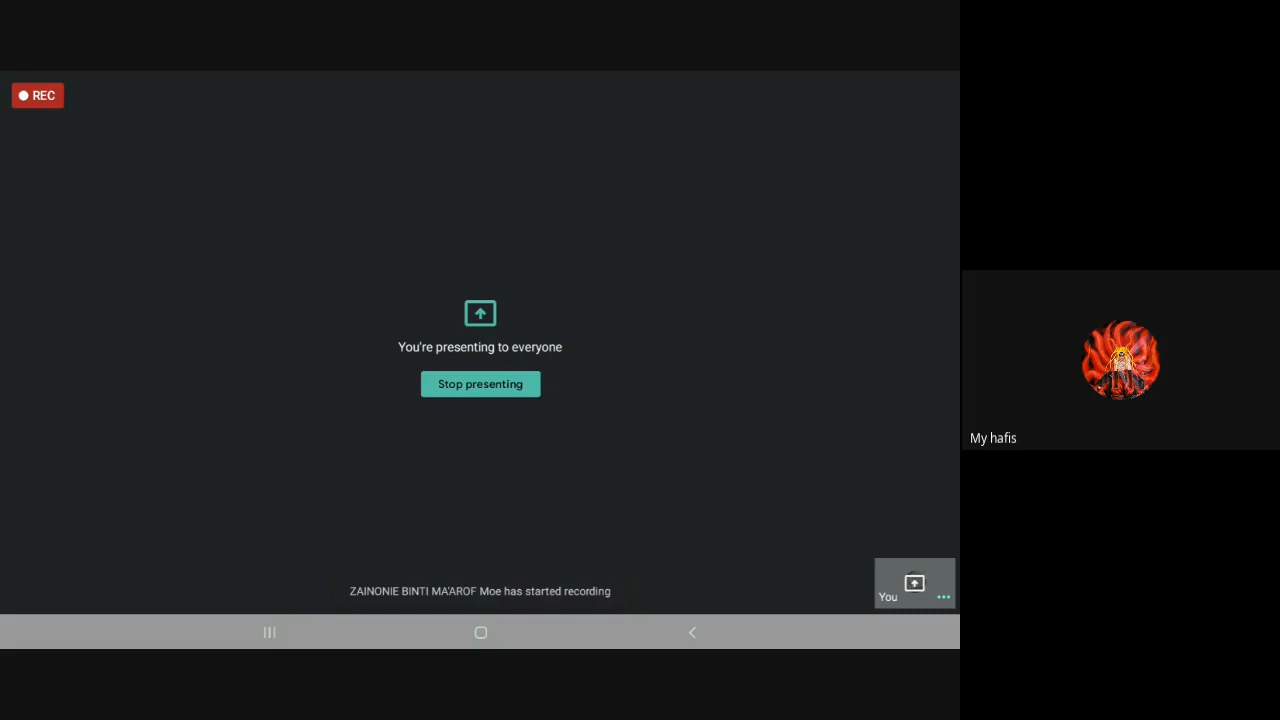 REC
You're presenting to everyone
Stop presenting
My hafis
ZAINONIE BINTI MA'AROF Moe has started recording
You